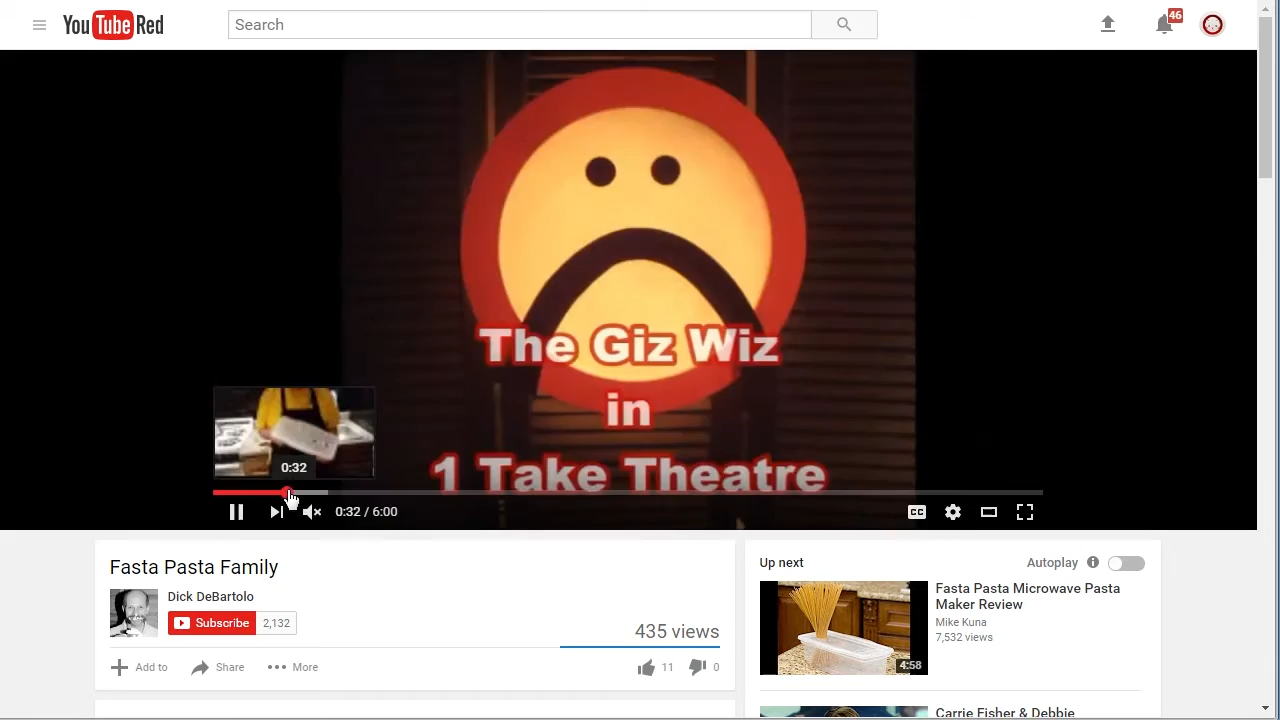 YouTube Red
Search
46
The Giz Wiz
in
1 Take Theatre
0:32
0:32 / 6:00
CC
Fasta Pasta Family
Dick DeBartolo
Subscribe 2,132
435 views
Add to Share More 11 0
Up next Autoplay
Fasta Pasta Microwave Pasta
Maker Review
Mike Kuna
7,532 views
4:58
Carrie Fisher & Debbie